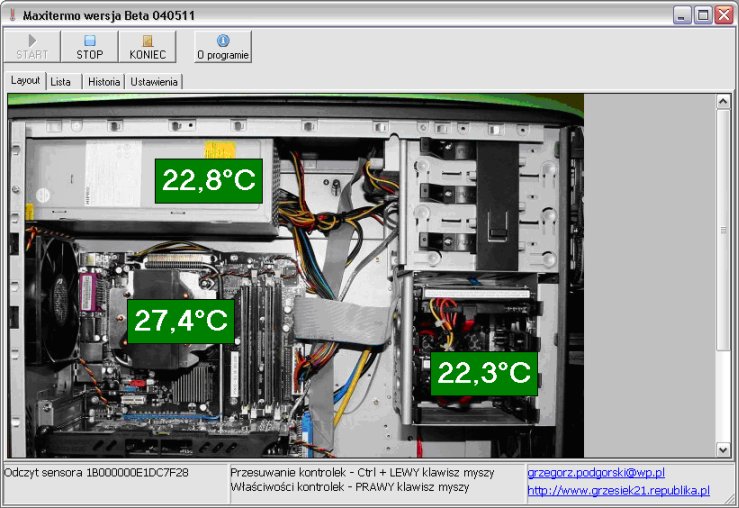 Maxitermo wersja Beta 040511
START STOP KONIEC O programie
Layout Lista Historia Ustawienia
22,8°C
27,4°C
22,3°C
Odczyt sensora 1B000000E1DC7F28
Przesuwanie kontrolek - Ctrl + LEWY klawisz myszy
Właściwości kontrolek - PRAWY klawisz myszy
grzegorz.podgorski@wp.pl
http://www.grzesiek21.republika.pl